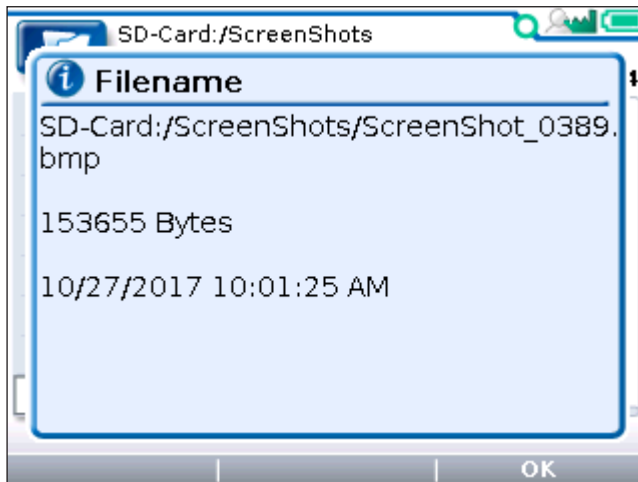 SD-Card:/ScreenShots
Filename
SD-Card:/ScreenShots/ScreenShot_0389.
bmp
153655 Bytes
10/27/2017 10:01:25 AM
OK